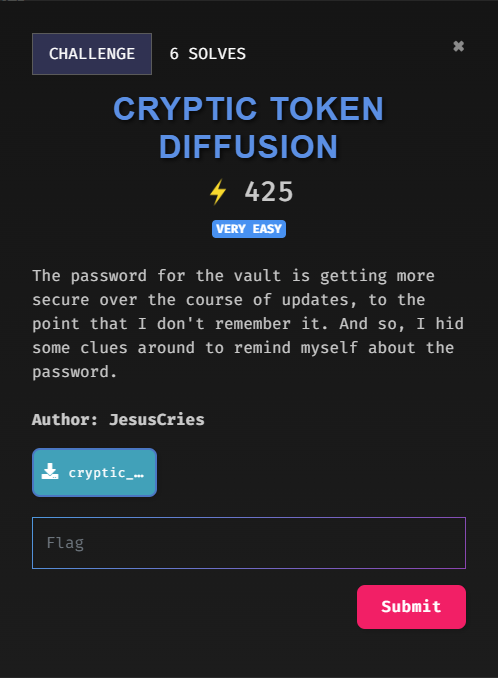 CHALLENGE 6 SOLVES ✖
CRYPTIC TOKEN
DIFFUSION
⚡ 425
VERY EASY
The password for the vault is getting more
secure over the course of updates, to the
point that I don't remember it. And so, I hid
some clues around to remind myself about the
password.
Author: JesusCries
cryptic_…
Flag
Submit